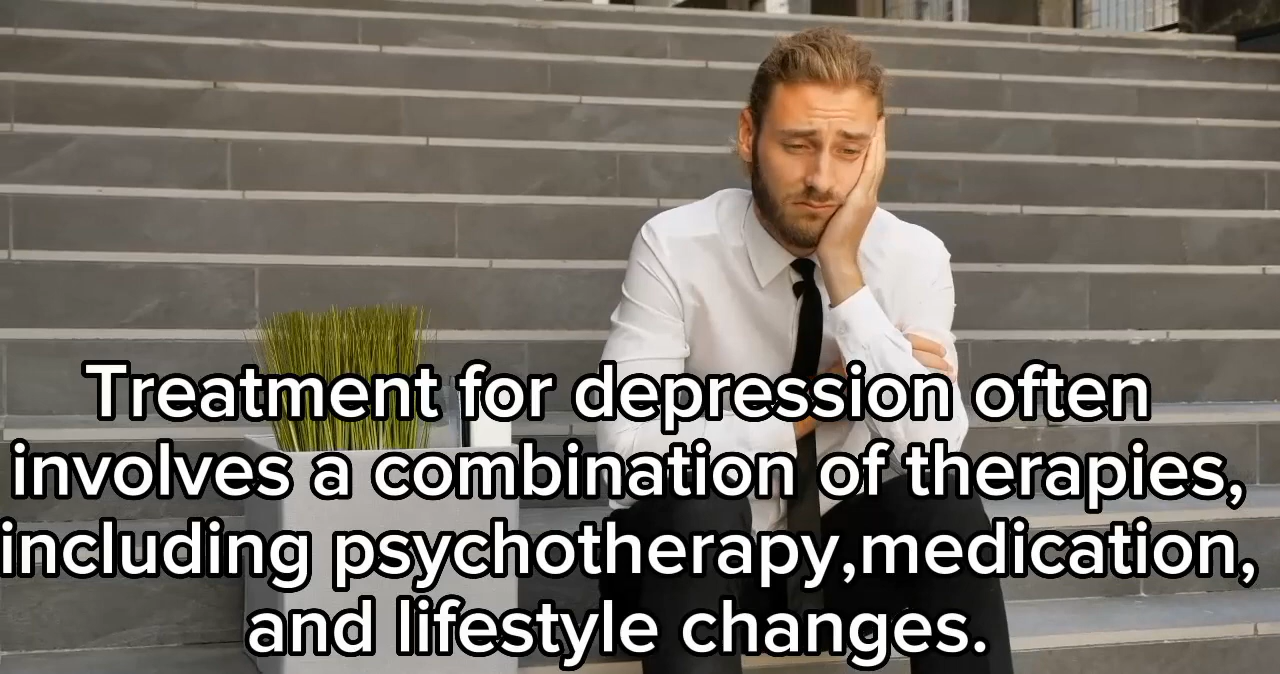 Treatment for depression often
involves a combination of therapies,
including psychotherapy,medication,
and lifestyle changes.